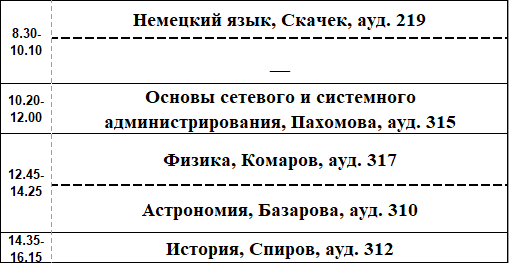 8.30-
10.10
Немецкий язык, Скачек, ауд. 219
—
10.20-
12.00
Основы сетевого и системного
администрирования, Пахомова, ауд. 315
12.45-
14.25
Физика, Комаров, ауд. 317
Астрономия, Базарова, ауд. 310
14.35-
16.15
История, Спиров, ауд. 312